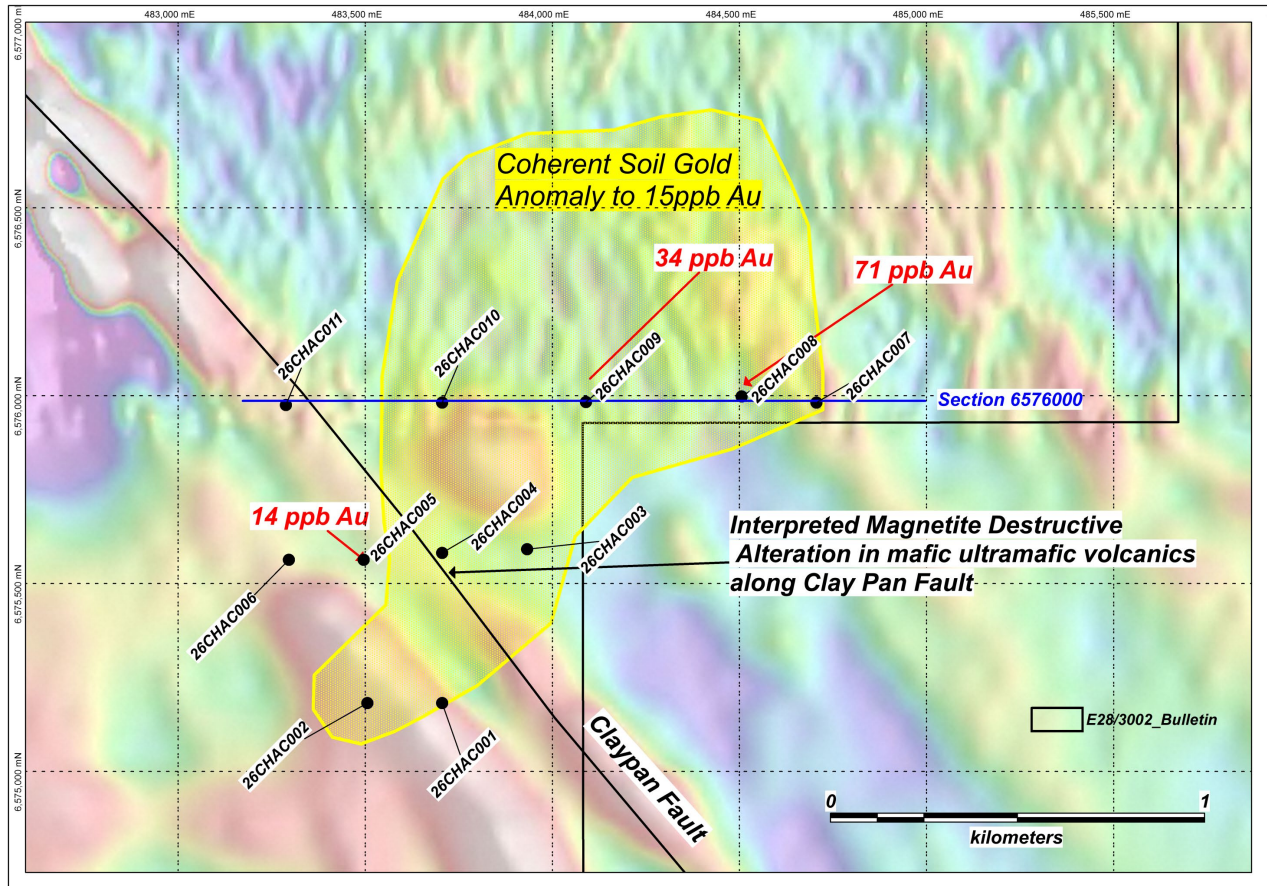 483,000 mE
483,500 mE
484,000 mE
484,500 mE
485,000 mE
485,500 mE
6,577,000 m
6,576,500 mN
6,576,000 mN
6,575,500 mN
6,575,000 mN
Coherent Soil Gold
Anomaly to 15ppb Au
34 ppb Au
71 ppb Au
26CHAC011
26CHAC010
26CHAC009
26CHAC008
26CHAC007
Section 6576000
14 ppb Au
26CHAC005
26CHAC004
26CHAC003
26CHAC006
Interpreted Magnetite Destructive
Alteration in mafic ultramafic volcanics
along Clay Pan Fault
26CHAC002
26CHAC001
Claypan Fault
E28/3002_Bulletin
0
1
kilometers